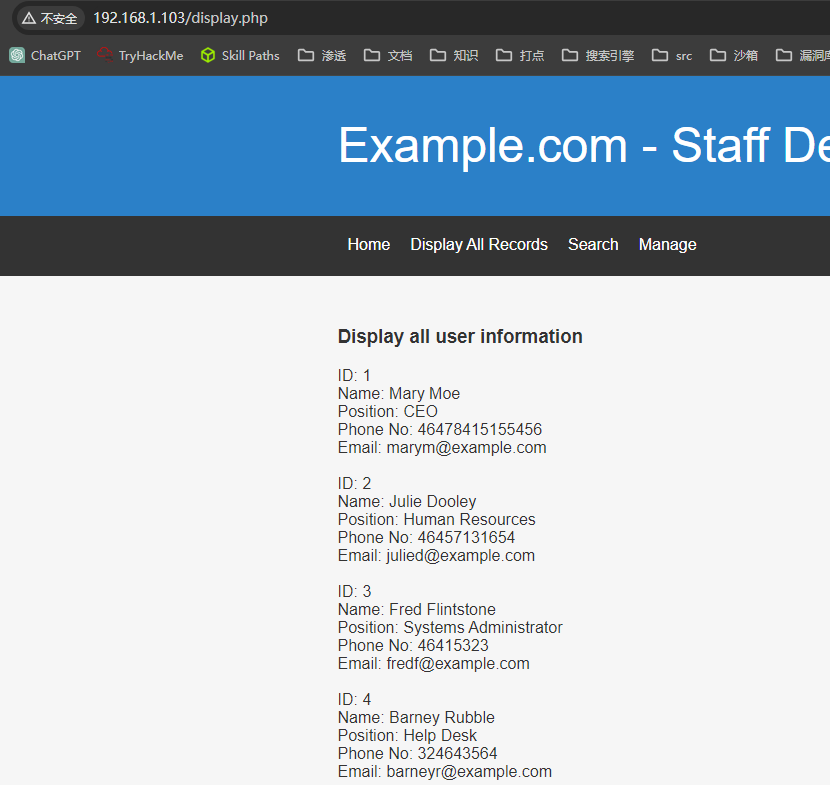 不安全 192.168.1.103/display.php
ChatGPT TryHackMe Skill Paths 渗透 文档 知识 打点 搜索引擎 src 沙箱 漏洞库
Example.com - Staff De
Home Display All Records Search Manage
Display all user information
ID: 1
Name: Mary Moe
Position: CEO
Phone No: 46478415155456
Email: marym@example.com
ID: 2
Name: Julie Dooley
Position: Human Resources
Phone No: 46457131654
Email: julied@example.com
ID: 3
Name: Fred Flintstone
Position: Systems Administrator
Phone No: 46415323
Email: fredf@example.com
ID: 4
Name: Barney Rubble
Position: Help Desk
Phone No: 324643564
Email: barneyr@example.com